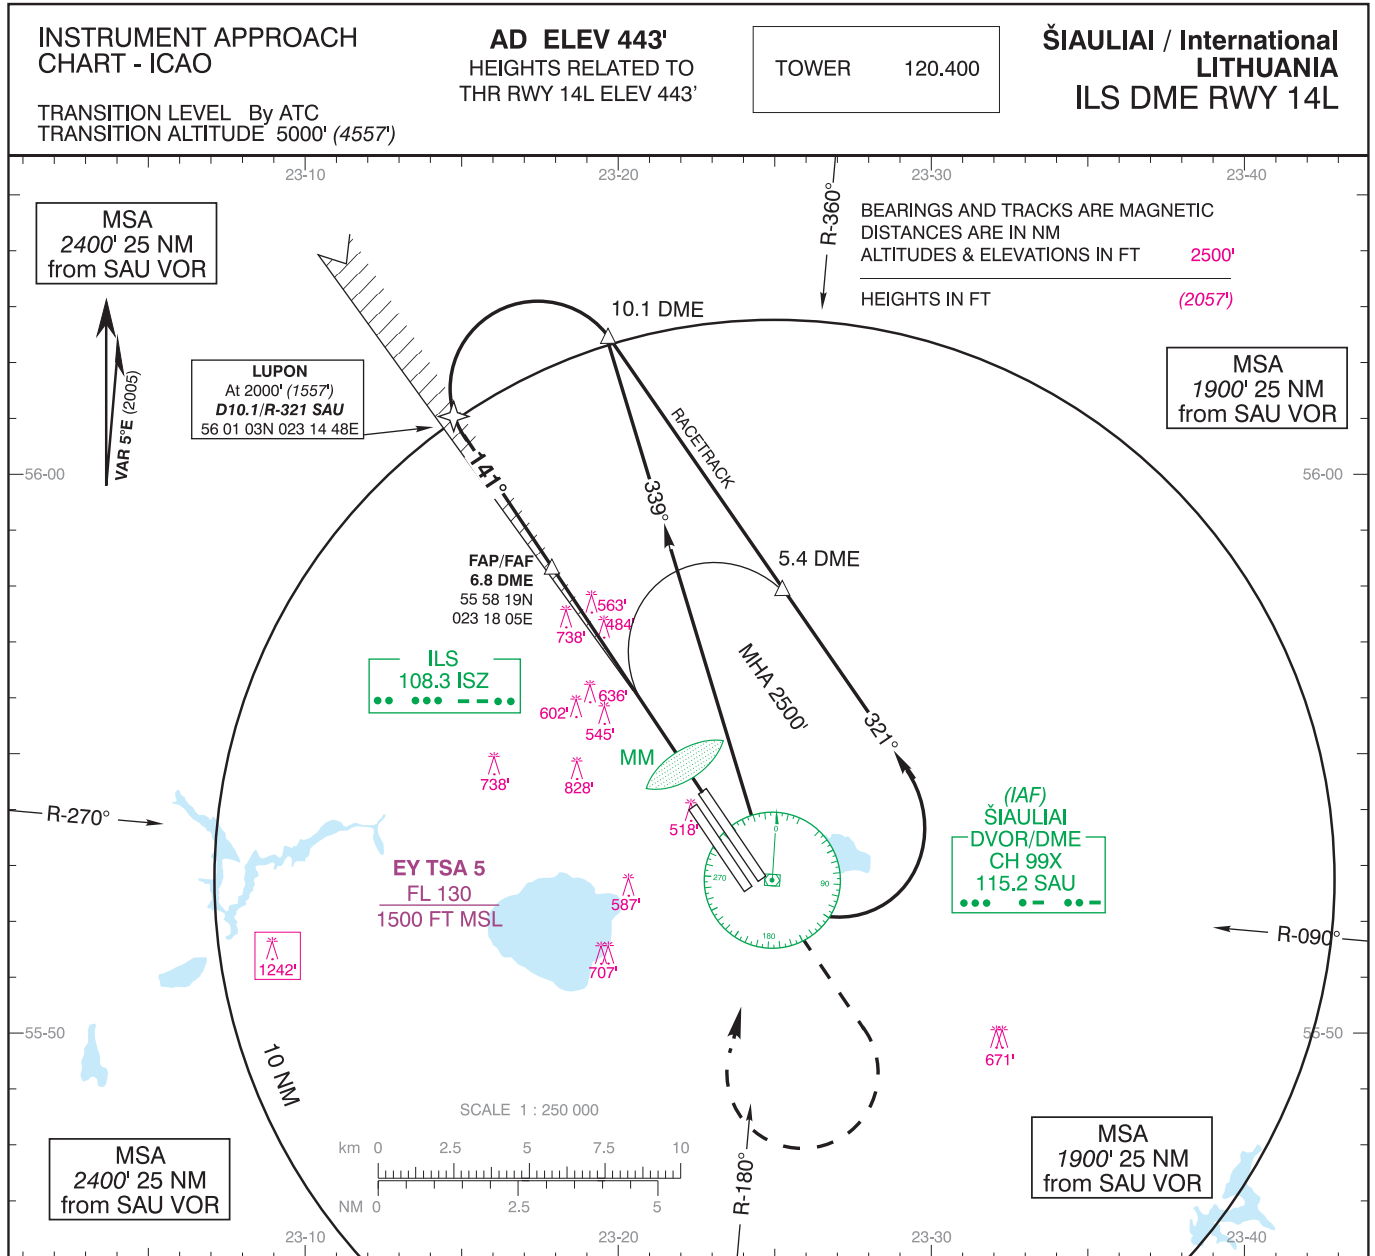 INSTRUMENT APPROACH
CHART - ICAO
TRANSITION LEVEL By ATC
TRANSITION ALTITUDE 5000' (4557')
AD ELEV 443'
HEIGHTS RELATED TO
THR RWY 14L ELEV 443'
TOWER 120.400
ŠIAULIAI / International
LITHUANIA
ILS DME RWY 14L
23-10
23-20
23-30
23-40
MSA
2400' 25 NM
from SAU VOR
R-360°
BEARINGS AND TRACKS ARE MAGNETIC
DISTANCES ARE IN NM
ALTITUDES & ELEVATIONS IN FT 2500'
HEIGHTS IN FT (2057')
VAR 5°E (2005)
10.1 DME
LUPON
At 2000' (1557')
D10.1/R-321 SAU
56 01 03N 023 14 48E
MSA
1900' 25 NM
from SAU VOR
RACETRACK
141°
339°
56-00
56-00
FAP/FAF
6.8 DME
55 58 19N
023 18 05E
5.4 DME
563'
484'
738'
ILS
108.3 ISZ
636'
602'
545'
MHA 2500'
321°
MM
738'
828'
518'
R-270°
(IAF)
ŠIAULIAI
DVOR/DME
CH 99X
115.2 SAU
0
90
180
270
EY TSA 5
FL 130
1500 FT MSL
587'
707'
1242'
R-090°
55-50
55-50
671'
10 NM
SCALE 1 : 250 000
km 0 2.5 5 7.5 10
NM 0 2.5 5
R-180°
MSA
2400' 25 NM
from SAU VOR
MSA
1900' 25 NM
from SAU VOR
23-10
23-20
23-30
23-40